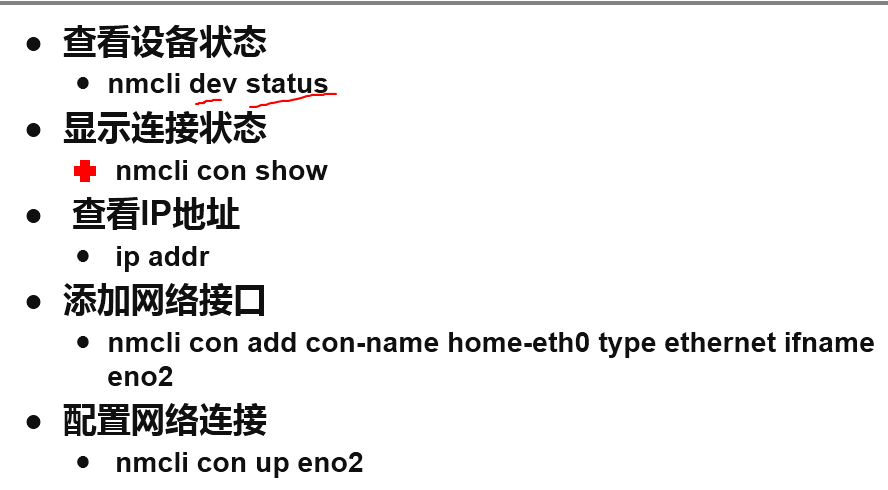 查看设备状态
nmcli dev status
显示连接状态
nmcli con show
查看IP地址
ip addr
添加网络接口
nmcli con add con-name home-eth0 type ethernet ifname
eno2
配置网络连接
nmcli con up eno2